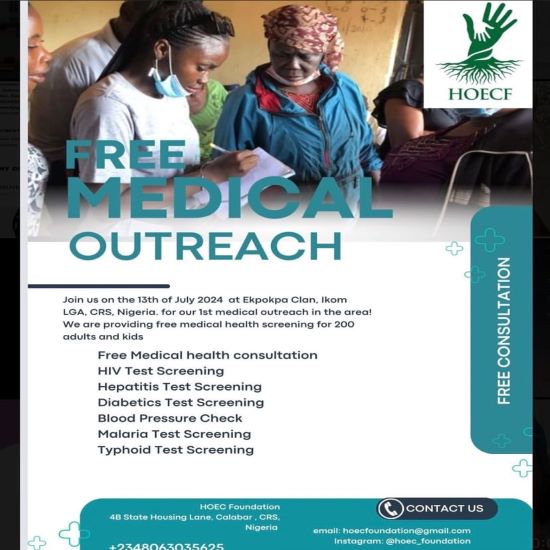 HOECF
FREE
MEDICAL
OUTREACH
Join us on the 13th of July 2024 at Ekpokpa Clan, Ikom
LGA, CRS, Nigeria. for our 1st medical outreach in the area!
We are providing free medical health screening for 200
adults and kids
Free Medical health consultation
HIV Test Screening
Hepatitis Test Screening
Diabetics Test Screening
Blood Pressure Check
Malaria Test Screening
Typhoid Test Screening
FREE CONSULTATION
HOEC Foundation
4B State Housing Lane, Calabar , CRS,
Nigeria
+2348063035625
CONTACT US
email: hoecfoundation@gmail.com
Instagram: @hoec_foundation